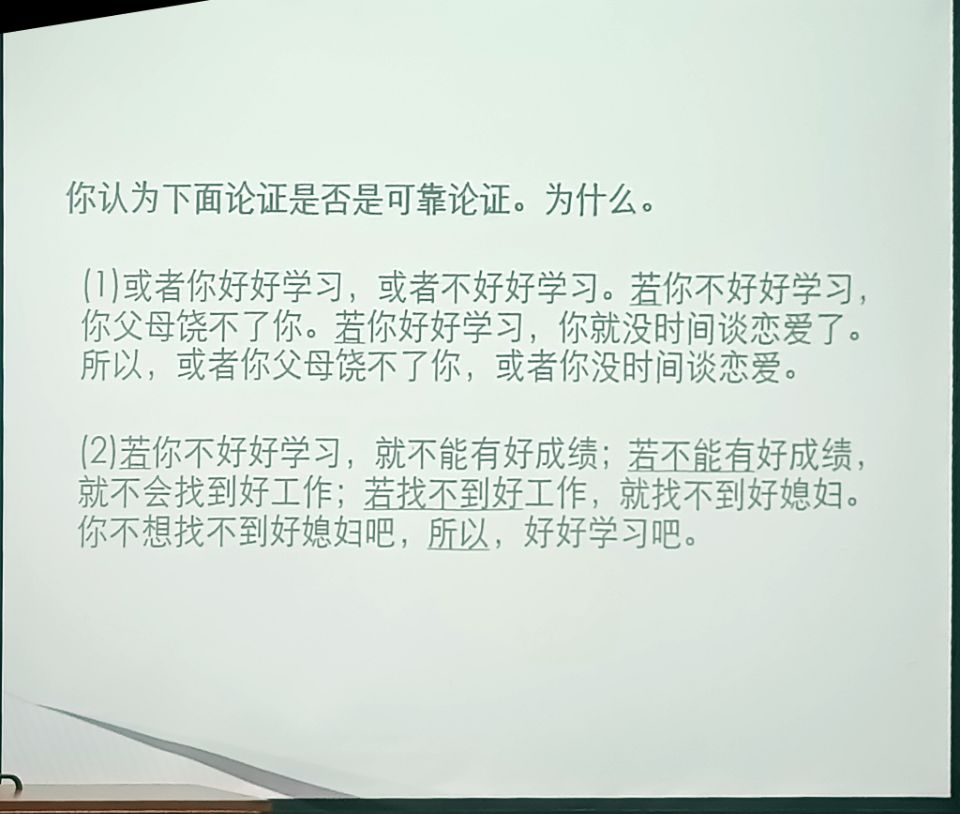 你认为下面论证是否是可靠论证。为什么。
(1)或者你好好学习，或者不好好学习。若你不好好学习，
你父母饶不了你。若你好好学习，你就没时间谈恋爱了。
所以，或者你父母饶不了你，或者你没时间谈恋爱。
(2)若你不好好学习，就不能有好成绩；若不能有好成绩，
就不会找到好工作；若找不到好工作，就找不到好媳妇。
你不想找不到好媳妇吧，所以，好好学习吧。